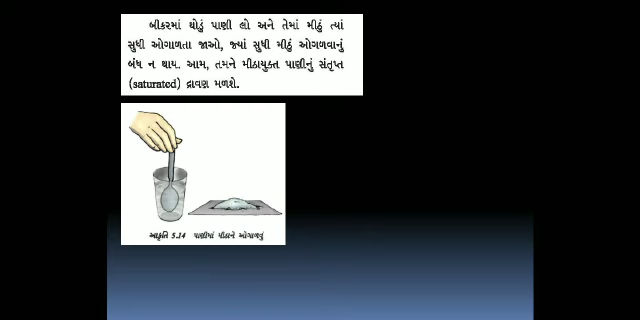 બીકરમાં થોડું પાણી લો અને તેમાં મીઠું ત્યાં
સુધી ઓગાળતા જાઓ, જ્યાં સુધી મીઠું ઓગળવાનું
બંધ ન થાય. આમ, તમને મીઠાયુક્ત પાણીનું સંતૃપ્ત
(saturated) દ્રાવણ મળશે.
આકૃતિ 5.14 પાણીમાં મીઠાને ઓગાળવું